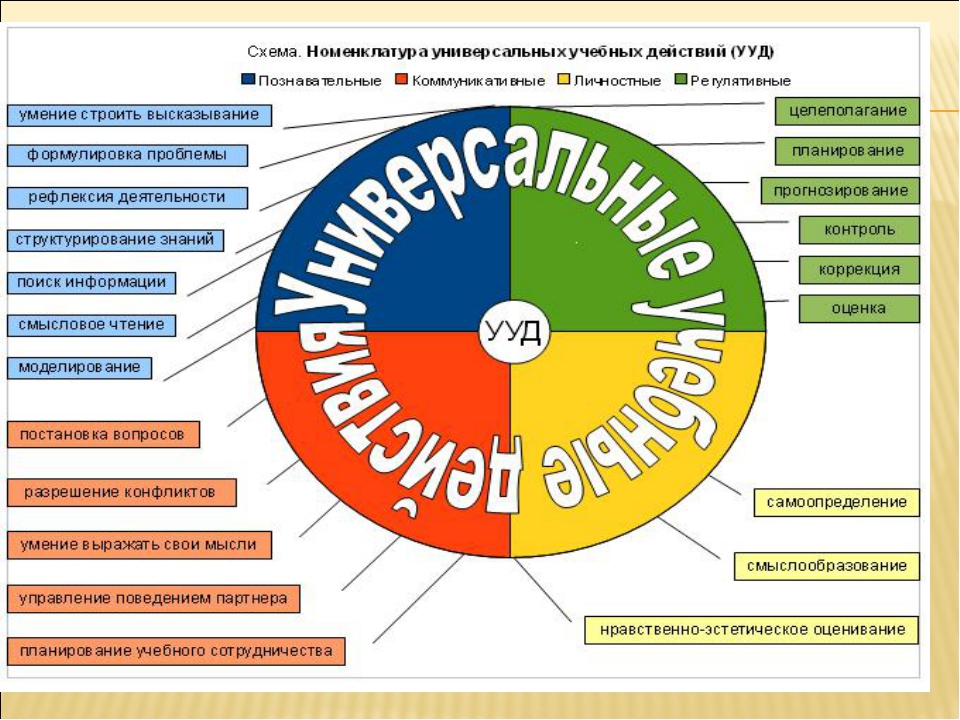 Схема. Номенклатура универсальных учебных действий (УУД)
Познавательные Коммуникативные Личностные Регулятивные
умение строить высказывание
формулировка проблемы
рефлексия деятельности
структурирование знаний
поиск информации
смысловое чтение
моделирование
постановка вопросов
разрешение конфликтов
умение выражать свои мысли
управление поведением партнера
планирование учебного сотрудничества
Универсальные учебные действия
УУД
целеполагание
планирование
прогнозирование
контроль
коррекция
оценка
самоопределение
смыслообразование
нравственно-эстетическое оценивание